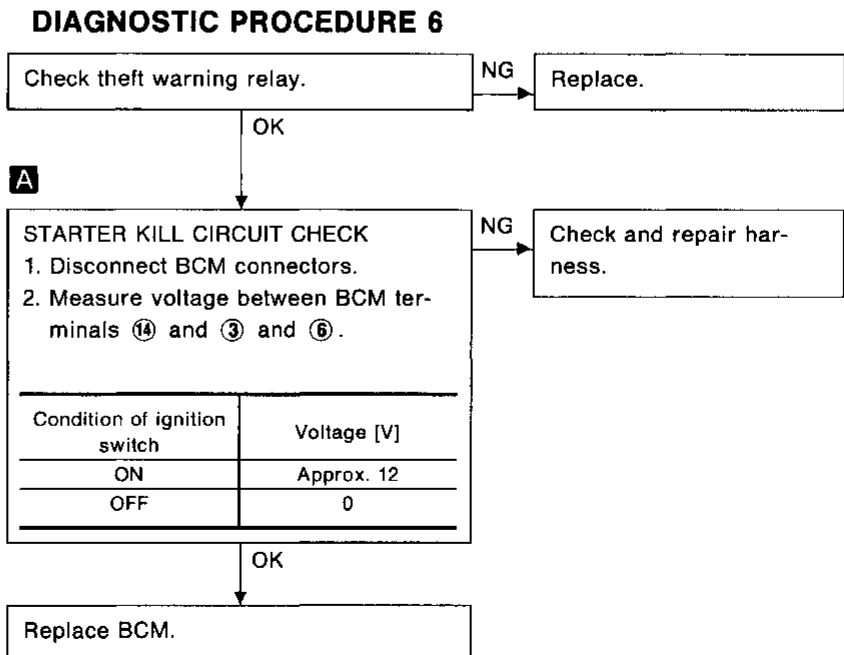 DIAGNOSTIC PROCEDURE 6
Check theft warning relay.
NG
Replace.
OK
A
STARTER KILL CIRCUIT CHECK
1. Disconnect BCM connectors.
2. Measure voltage between BCM ter-
minals ⑭ and ③ and ⑥.
NG
Check and repair har-
ness.
Condition of ignition
switch
Voltage [V]
ON
Approx. 12
OFF
0
OK
Replace BCM.